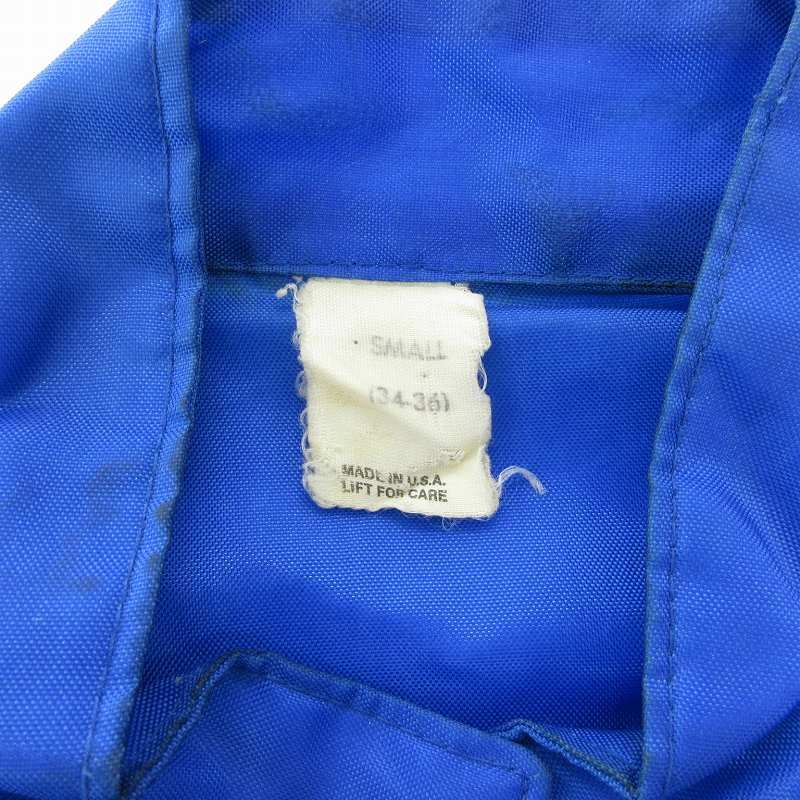 SMALL
(34-36)
MADE IN U.S.A.
LIFT FOR CARE